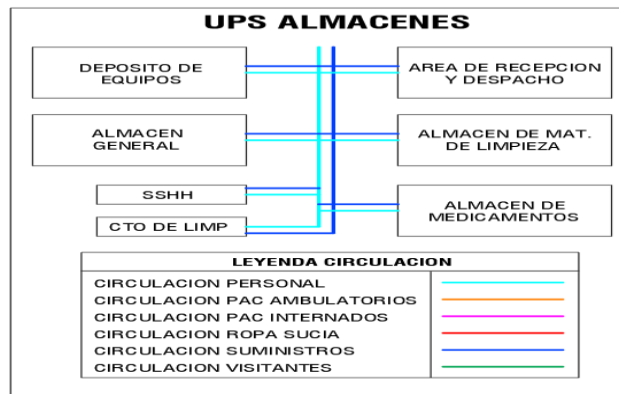 UPS ALMACENES
DEPOSITO DE
EQUIPOS
AREA DE RECEPCION
Y DESPACHO
ALMACEN
GENERAL
ALMACEN DE MAT.
DE LIMPIEZA
SSHH
CTO DE LIMP
ALMACEN DE
MEDICAMENTOS
LEYENDA CIRCULACION
CIRCULACION PERSONAL
CIRCULACION PAC AMBULATORIOS
CIRCULACION PAC INTERNADOS
CIRCULACION ROPA SUCIA
CIRCULACION SUMINISTROS
CIRCULACION VISITANTES